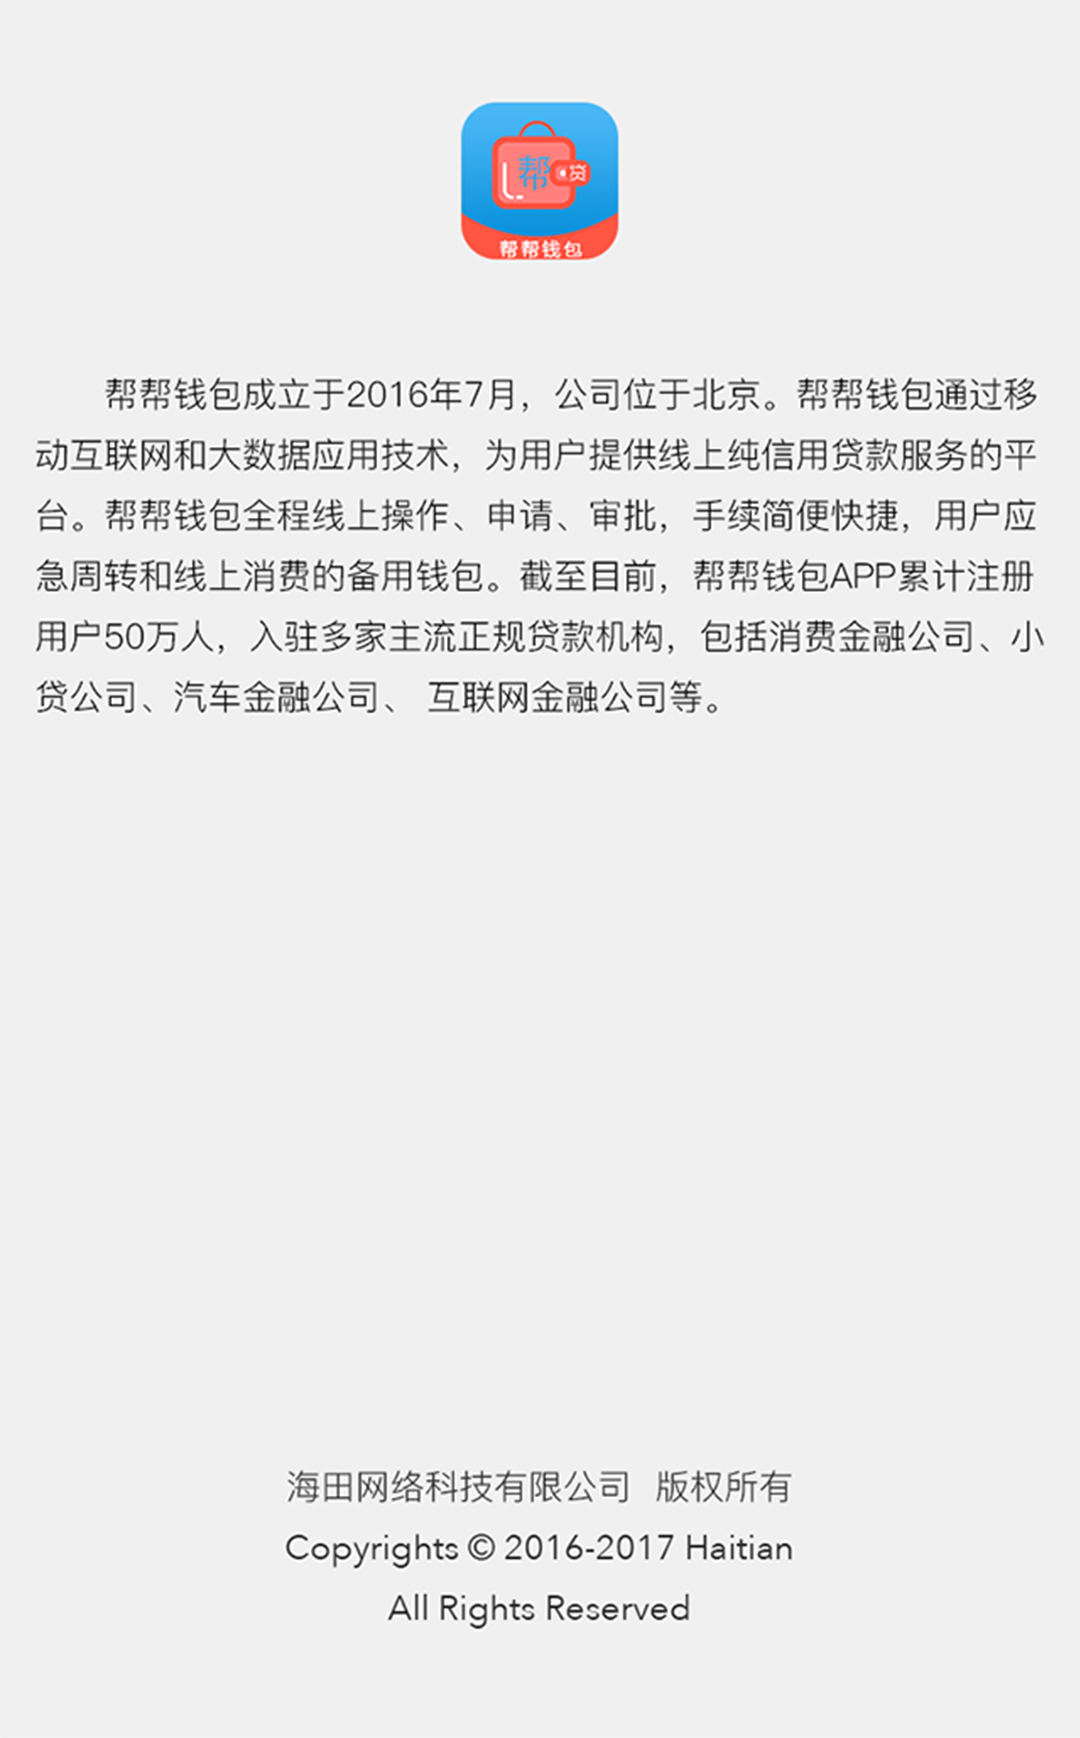 帮
贷
帮帮钱包
帮帮钱包成立于2016年7月，公司位于北京。帮帮钱包通过移
动互联网和大数据应用技术，为用户提供线上纯信用贷款服务的平
台。帮帮钱包全程线上操作、申请、审批，手续简便快捷，用户应
急周转和线上消费的备用钱包。截至目前，帮帮钱包APP累计注册
用户50万人，入驻多家主流正规贷款机构，包括消费金融公司、小
贷公司、汽车金融公司、 互联网金融公司等。
海田网络科技有限公司 版权所有
Copyrights © 2016-2017 Haitian
All Rights Reserved